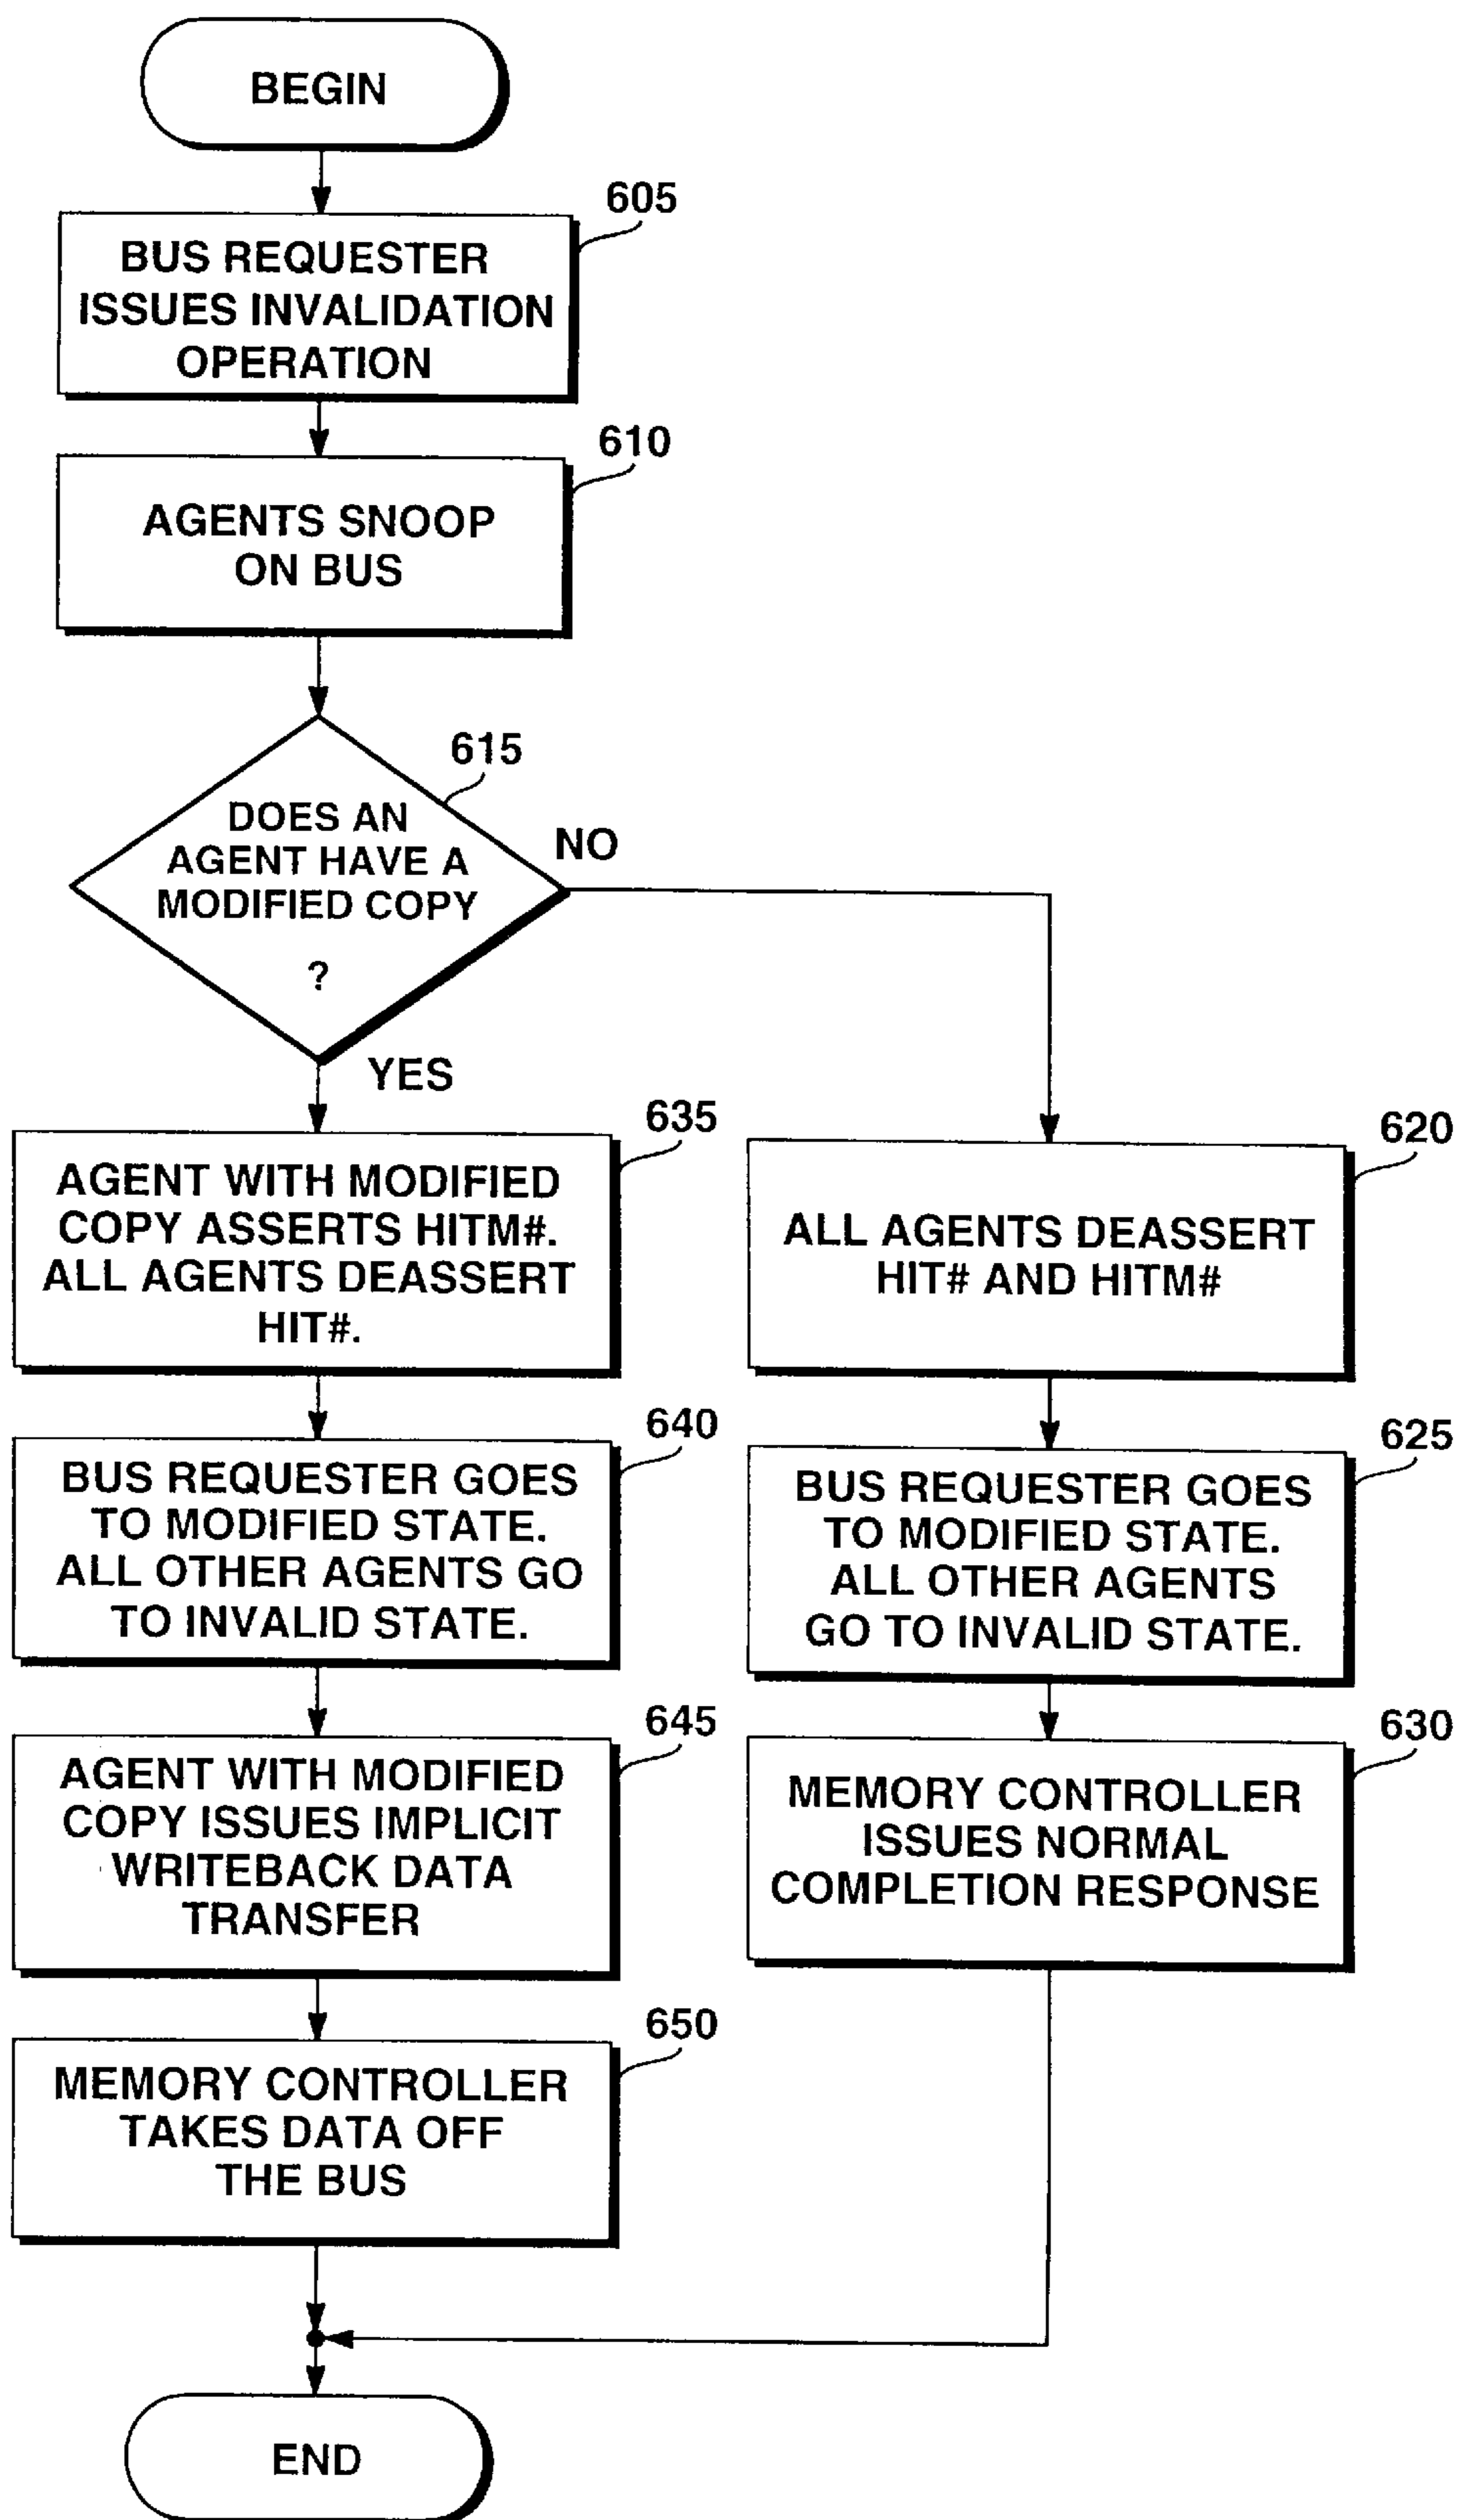 BEGIN
605
BUS REQUESTER
ISSUES INVALIDATION
OPERATION
610
AGENTS SNOOP
ON BUS
615
DOES AN
AGENT HAVE A
MODIFIED COPY
?
NO
YES
635
AGENT WITH MODIFIED
COPY ASSERTS HITM#.
ALL AGENTS DEASSERT
HIT#.
620
ALL AGENTS DEASSERT
HIT# AND HITM#
640
BUS REQUESTER GOES
TO MODIFIED STATE.
ALL OTHER AGENTS GO
TO INVALID STATE.
625
BUS REQUESTER GOES
TO MODIFIED STATE.
ALL OTHER AGENTS
GO TO INVALID STATE.
645
AGENT WITH MODIFIED
COPY ISSUES IMPLICIT
WRITEBACK DATA
TRANSFER
630
MEMORY CONTROLLER
ISSUES NORMAL
COMPLETION RESPONSE
650
MEMORY CONTROLLER
TAKES DATA OFF
THE BUS
END